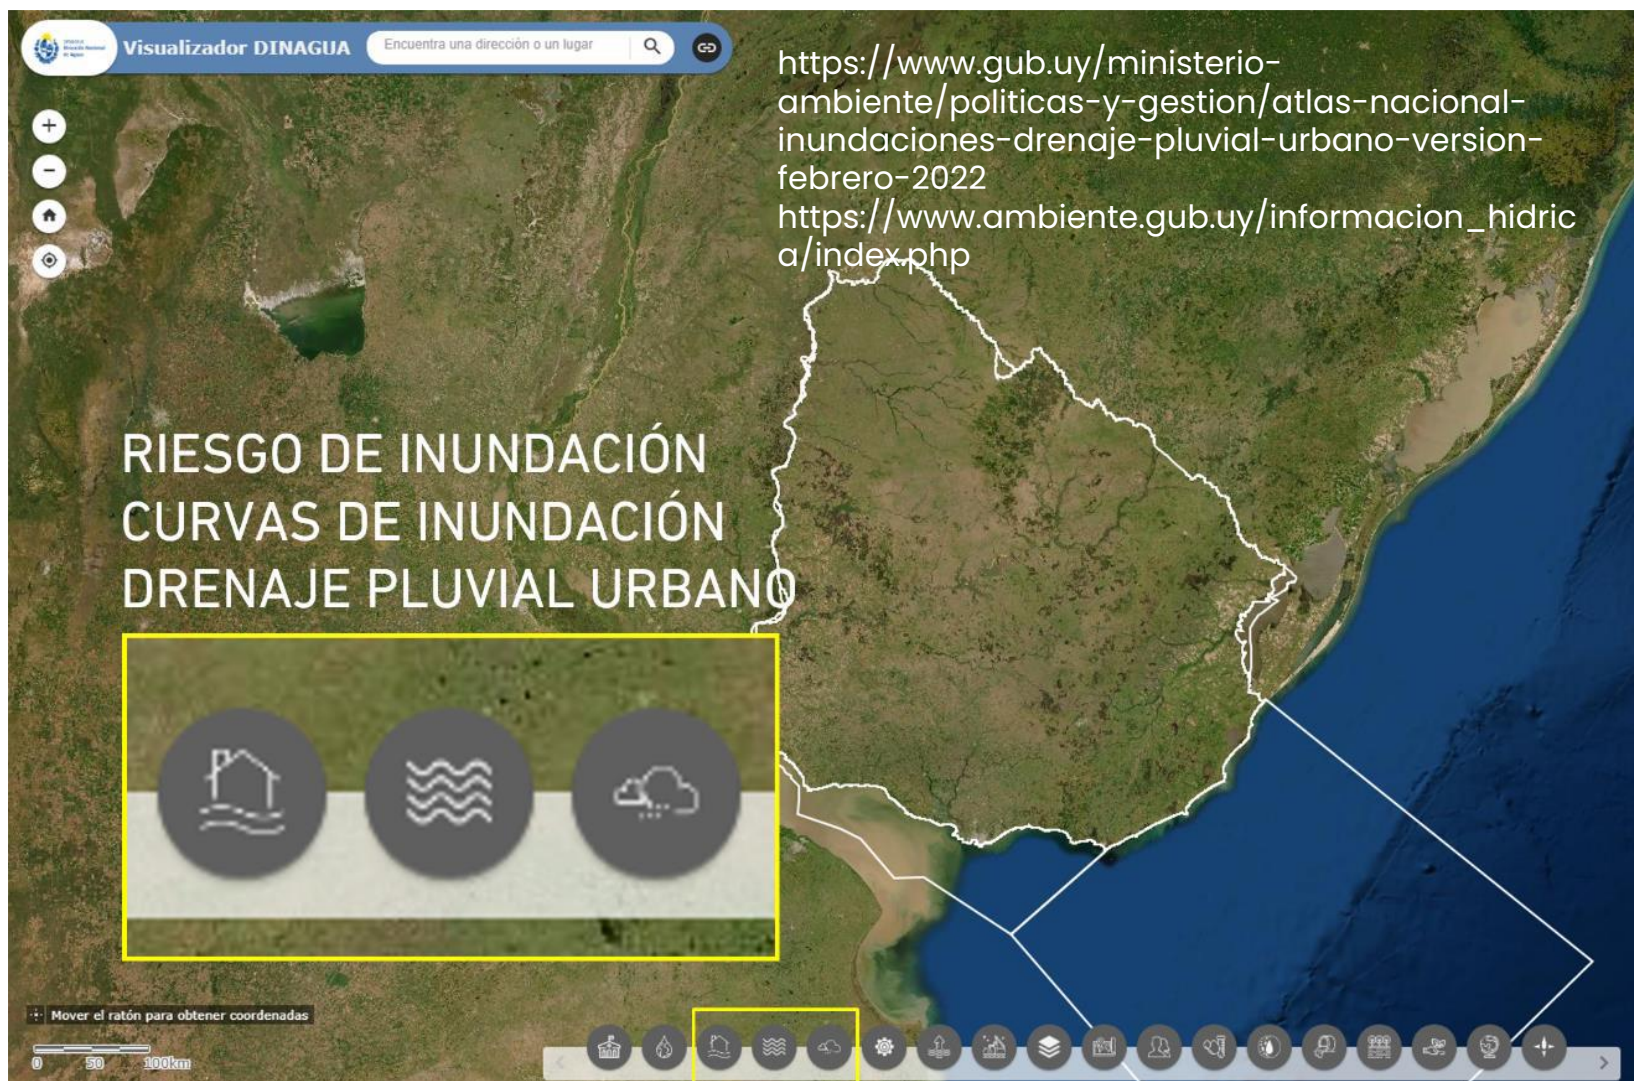 Visualizador DINAGUA
Encuentra una dirección o un lugar
https://www.gub.uy/ministerio-
ambiente/politicas-y-gestion/atlas-nacional-
inundaciones-drenaje-pluvial-urbano-version-
febrero-2022
https://www.ambiente.gub.uy/informacion_hidric
a/index.php
RIESGO DE INUNDACIÓN
CURVAS DE INUNDACIÓN
DRENAJE PLUVIAL URBANO
Mover el ratón para obtener coordenadas
0 50 100km